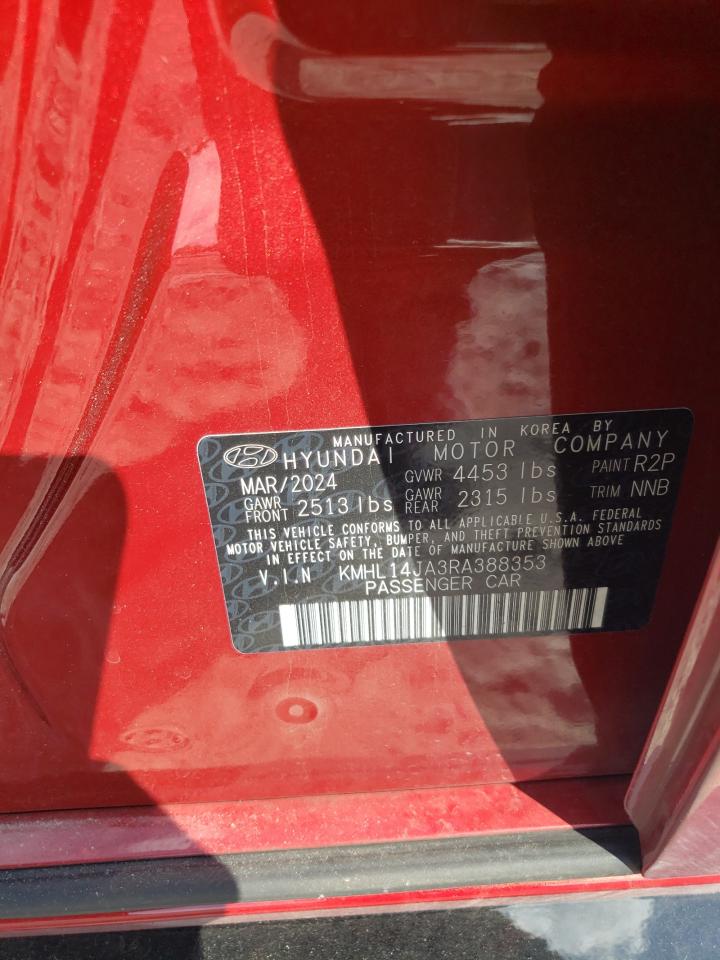 MANUFACTURED IN KOREA BY
HYUNDAI MOTOR COMPANY
MAR/2024 GVWR 4453 lbs PAINT R2P
GAWR FRONT 2513 lbs GAWR REAR 2315 lbs TRIM NNB
THIS VEHICLE CONFORMS TO ALL APPLICABLE U.S.A. FEDERAL
MOTOR VEHICLE SAFETY, BUMPER, AND THEFT PREVENTION STANDARDS
IN EFFECT ON THE DATE OF MANUFACTURE SHOWN ABOVE
V.I.N KMHL14JA3RA388353
PASSENGER CAR